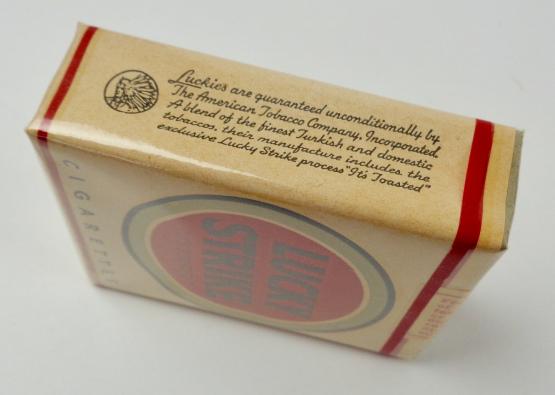 Luckies are guaranteed unconditionally by
The American Tobacco Company, Incorporated.
A blend of the finest Turkish and domestic
tobaccos, their manufacture includes the
exclusive Lucky Strike process "It's Toasted"
CIGARETTES
LUCKY
STRIKE